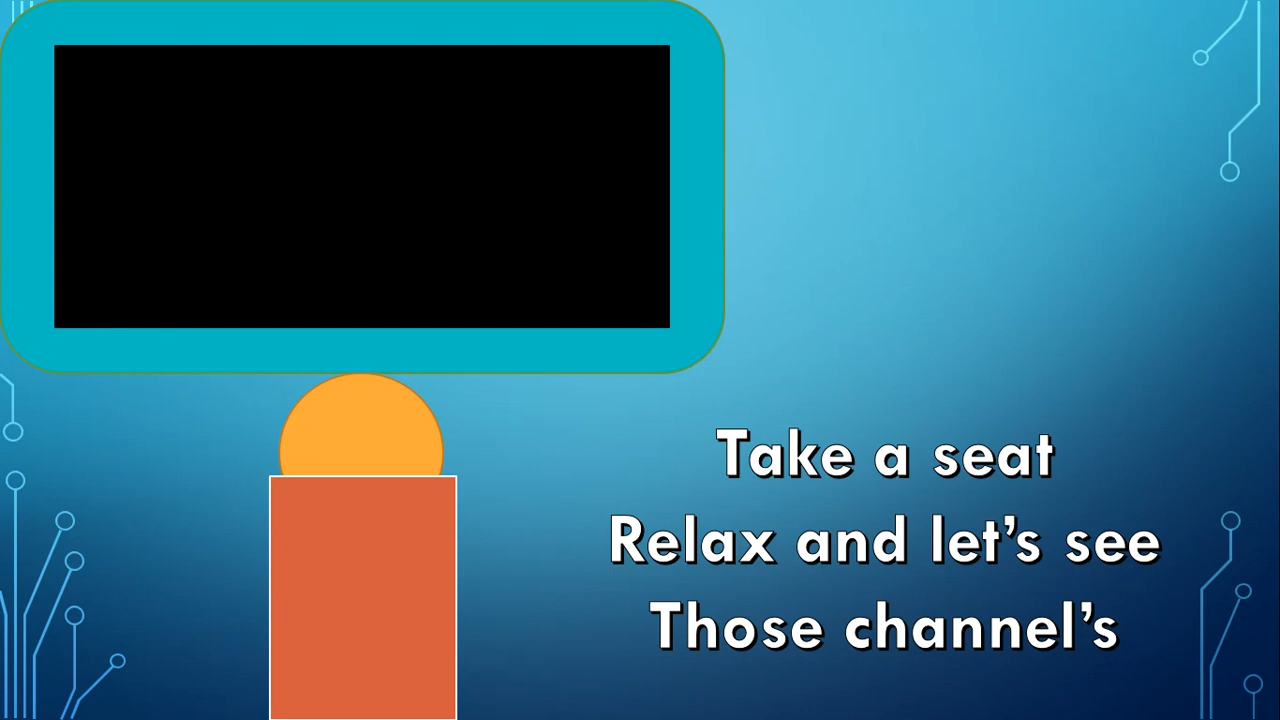 Take a seat
Relax and let’s see
Those channel’s